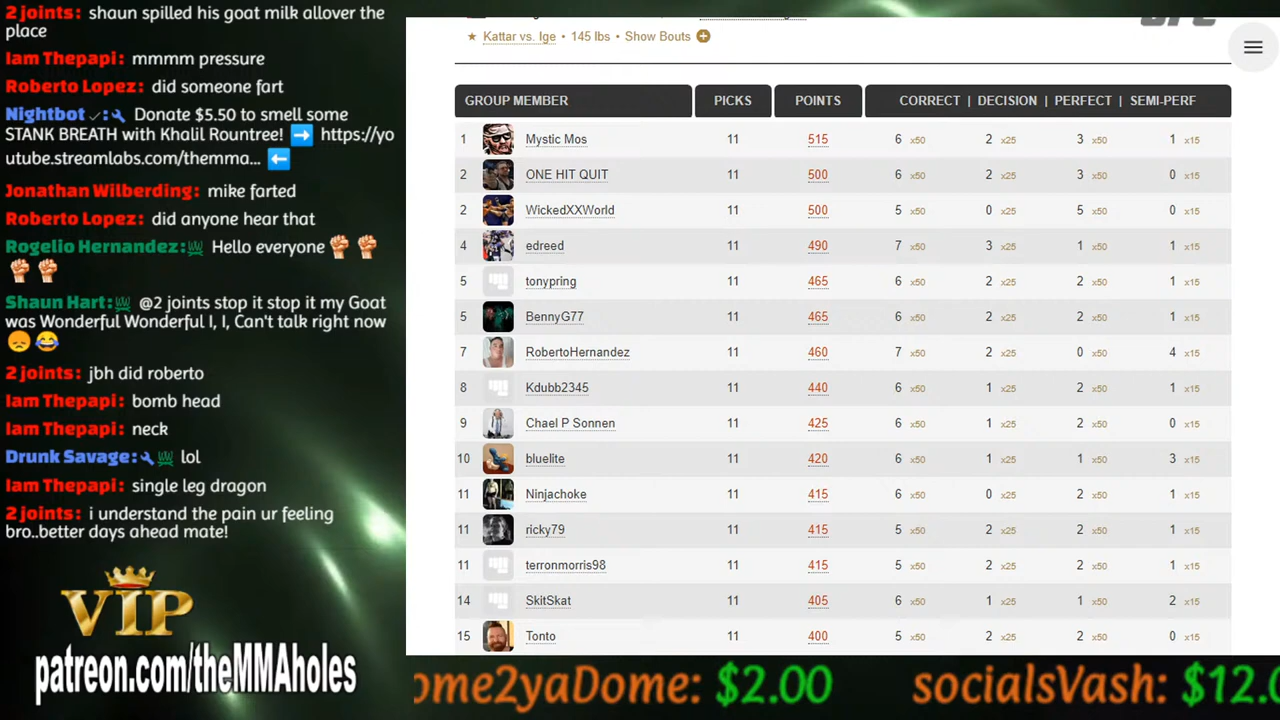 2 joints: shaun spilled his goat milk allover the
place
Iam Thepapi: mmmm pressure
Roberto Lopez: did someone fart
Nightbot ✓:🔧 Donate $5.50 to smell some
STANK BREATH with Khalil Rountree! ➡️ https://yo
utube.streamlabs.com/themma... ⬅️
Jonathan Wilberding: mike farted
Roberto Lopez: did anyone hear that
Rogelio Hernandez: Hello everyone ✊🏼 ✊🏼
✊🏼 ✊🏼
Shaun Hart: @2 joints stop it stop it my Goat
was Wonderful Wonderful I, I, Can't talk right now
😞 😂
2 joints: jbh did roberto
Iam Thepapi: bomb head
Iam Thepapi: neck
Drunk Savage:🔧 lol
Iam Thepapi: single leg dragon
2 joints: i understand the pain ur feeling
bro..better days ahead mate!
VIP
patreon.com/theMMAholes
UFC
★ Kattar vs. Ige • 145 lbs • Show Bouts
GROUP MEMBER PICKS POINTS CORRECT | DECISION | PERFECT | SEMI-PERF
1 Mystic Mos 11 515 6 x50 2 x25 3 x50 1 x15
2 ONE HIT QUIT 11 500 6 x50 2 x25 3 x50 0 x15
2 WickedXXWorld 11 500 5 x50 0 x25 5 x50 0 x15
4 edreed 11 490 7 x50 3 x25 1 x50 1 x15
5 tonypring 11 465 6 x50 2 x25 2 x50 1 x15
5 BennyG77 11 465 6 x50 2 x25 2 x50 1 x15
7 RobertoHernandez 11 460 7 x50 2 x25 0 x50 4 x15
8 Kdubb2345 11 440 6 x50 1 x25 2 x50 1 x15
9 Chael P Sonnen 11 425 6 x50 1 x25 2 x50 0 x15
10 bluelite 11 420 6 x50 1 x25 1 x50 3 x15
11 Ninjachoke 11 415 6 x50 0 x25 2 x50 1 x15
11 ricky79 11 415 5 x50 2 x25 2 x50 1 x15
11 terronmorris98 11 415 5 x50 2 x25 2 x50 1 x15
14 SkitSkat 11 405 6 x50 1 x25 1 x50 2 x15
15 Tonto 11 400 5 x50 2 x25 2 x50 0 x15
ome2yaDome: $2.00 socialsVash: $12.0